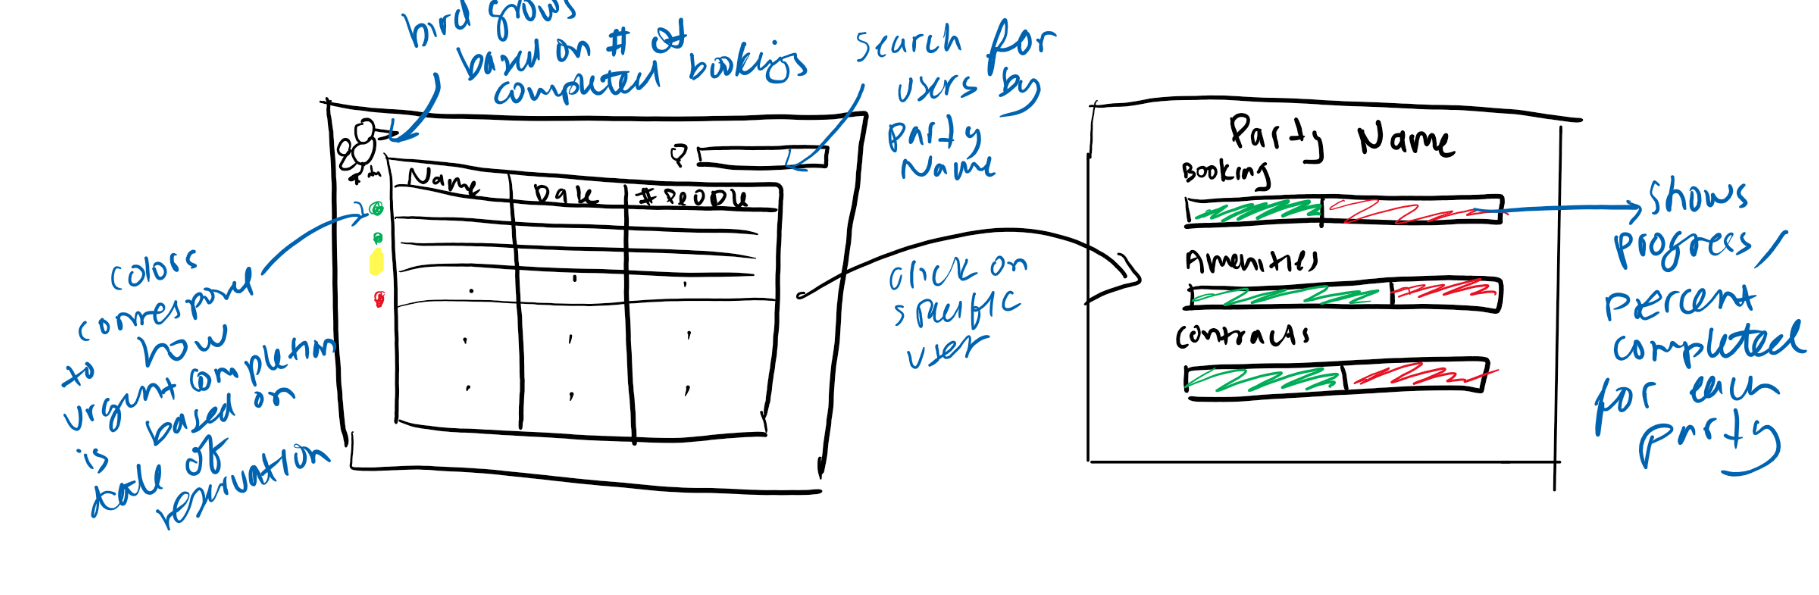 bird grows
based on # of
completed bookings
search for
users by
party
Name
Name
Date
# People
colors
correspond
to how
urgent completion
is based on
date of
reservation
click on
specific
user
Party Name
Booking
Amenities
Contracts
shows
progress/
percent
completed
for each
party